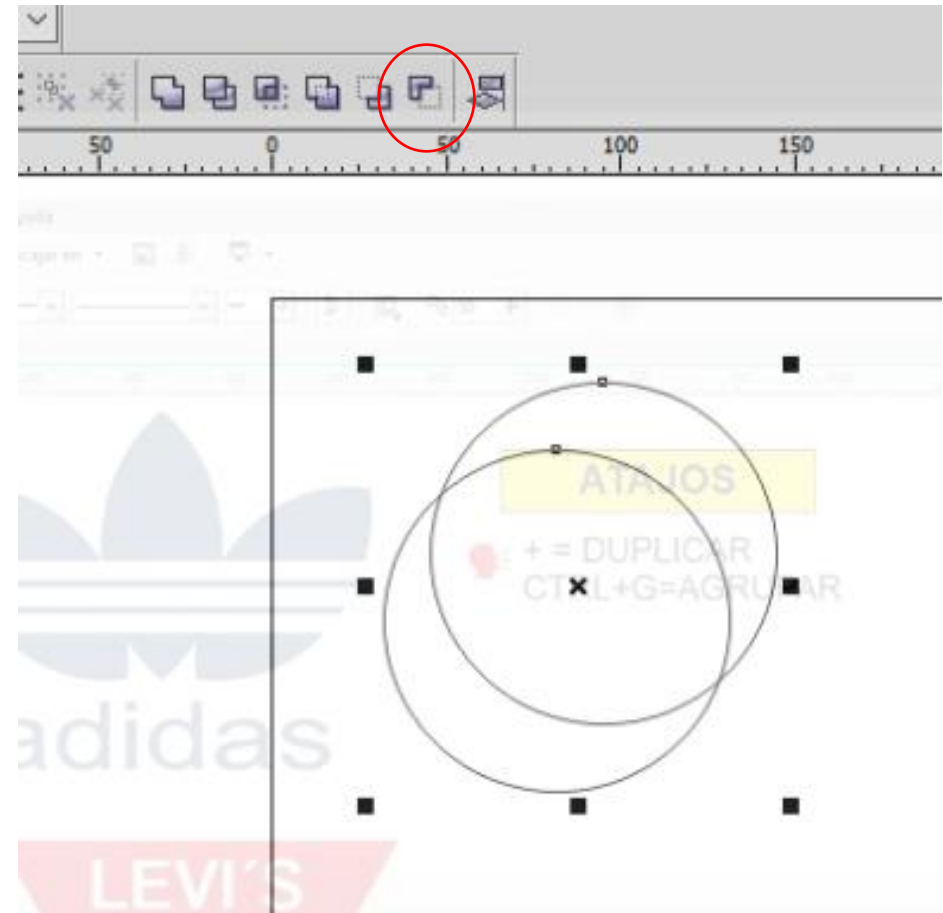 50 0 50 100 150
ATAJOS
+ = DUPLICAR
CTRL+G=AGRUPAR
adidas
LEVI´S